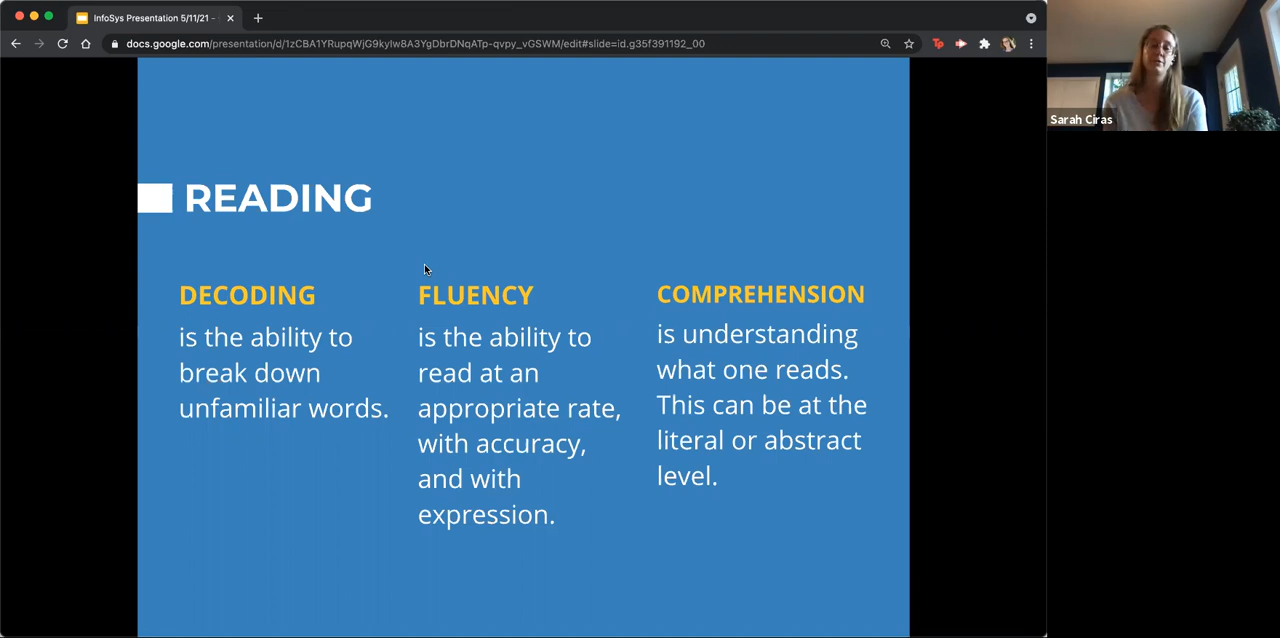 InfoSys Presentation 5/11/21 -
docs.google.com/presentation/d/1zCBA1YRupqWjG9kylw8A3YgDbrDNqATp-qvpy_vGSWM/edit#slide=id.g35f391192_00
Tp
Sarah Ciras
READING
DECODING
is the ability to
break down
unfamiliar words.
FLUENCY
is the ability to
read at an
appropriate rate,
with accuracy,
and with
expression.
COMPREHENSION
is understanding
what one reads.
This can be at the
literal or abstract
level.